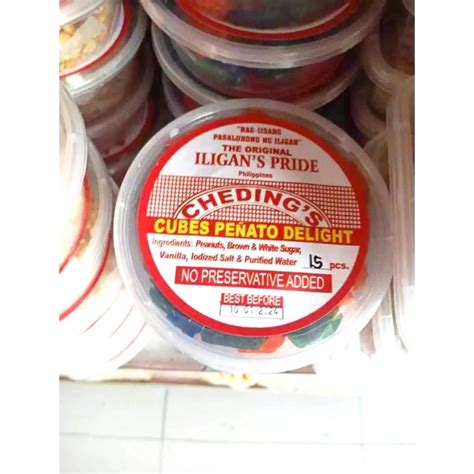 "NAG-IISANG
PASALUBONG NG ILIGAN"
THE ORIGINAL
ILIGAN'S PRIDE
Philippines
CHEDING'S
CUBES PEÑATO DELIGHT
Ingredients: Peanuts, Brown & White Sugar,
Vanilla, Iodized Salt & Purified Water 15 pcs.
NO PRESERVATIVE ADDED
BEST BEFORE